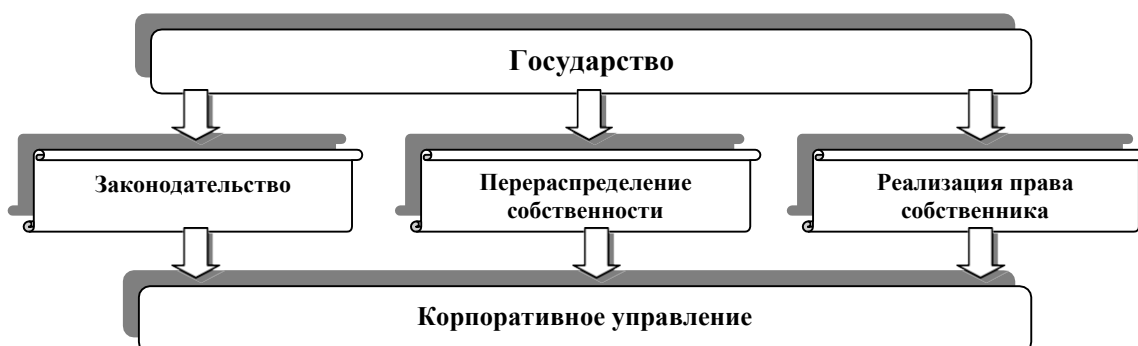 Государство
Законодательство
Перераспределение
собственности
Реализация права
собственника
Корпоративное управление